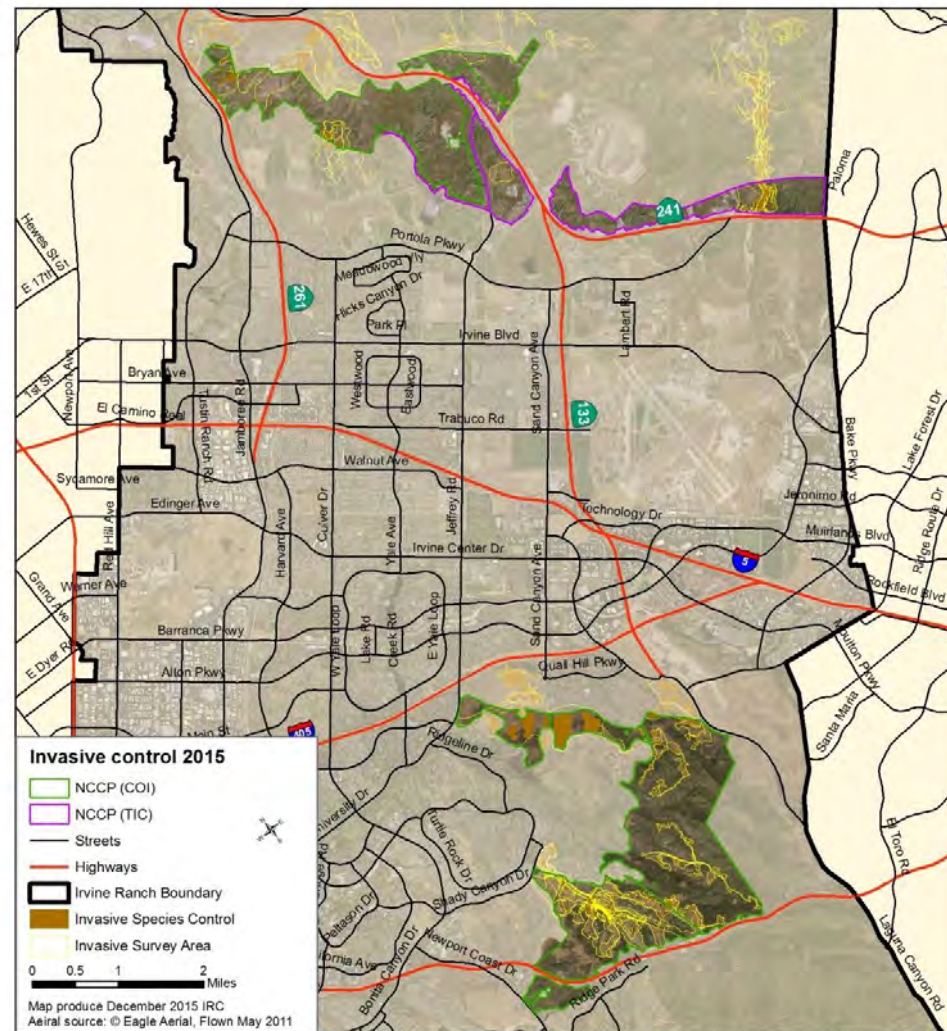 Paloma
241
Hewes St
E 17th St
Portola Pkwy
Meadowood Vly
Hicks Canyon Dr
261
Park Pl
Irvine Blvd
Lambert Rd
Sand Canyon Ave
Newport Ave
1st St
Bryan Ave
El Camino Real
Tustin Ranch Rd
Jamboree Rd
Westwood
Eastwood
Trabuco Rd
133
Bake Pkwy
Lake Forest Dr
Walnut Ave
Sycamore Ave
Edinger Ave
Red Hill Ave
Harvard Ave
Culver Dr
Yale Ave
Jeffrey Rd
Technology Dr
Jeronimo Rd
Muirlands Blvd
Ridge Route Dr
Irvine Center Dr
5
Rockfield Blvd
Grand Ave
Warner Ave
E Dyer Rd
Barranca Pkwy
Alton Pkwy
W Yale Loop
Lake Rd
Creek Rd
E Yale Loop
Sand Canyon Ave
Quail Hill Pkwy
Moulton Pkwy
Santa Maria
Main St
405
Ridgeline Dr
University Dr
Turtle Rock Dr
Shady Canyon Dr
Peltason Dr
Bonita Canyon Dr
Newport Coast Dr
Ridge Park Rd
El Toro Rd
Laguna Canyon Rd
Invasive control 2015
NCCP (COI)
NCCP (TIC)
Streets
Highways
Irvine Ranch Boundary
Invasive Species Control
Invasive Survey Area
0 0.5 1 2
Miles
Map produce December 2015 IRC
Aeiral source: © Eagle Aerial, Flown May 2011